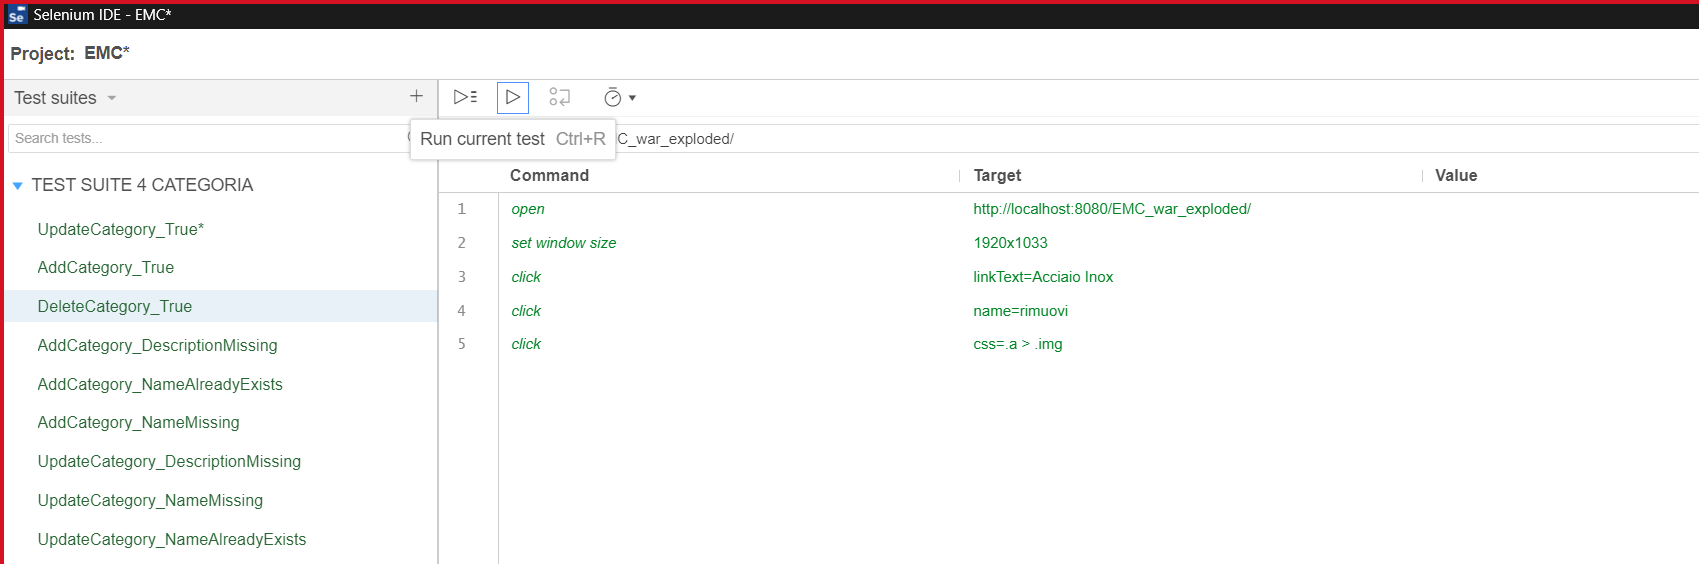 Se Selenium IDE - EMC*
Project: EMC*
Test suites
Search tests...
Run current test Ctrl+R
C_war_exploded/
TEST SUITE 4 CATEGORIA
UpdateCategory_True*
AddCategory_True
DeleteCategory_True
AddCategory_DescriptionMissing
AddCategory_NameAlreadyExists
AddCategory_NameMissing
UpdateCategory_DescriptionMissing
UpdateCategory_NameMissing
UpdateCategory_NameAlreadyExists
Command Target Value
1 open http://localhost:8080/EMC_war_exploded/
2 set window size 1920x1033
3 click linkText=Acciaio Inox
4 click name=rimuovi
5 click css=.a > .img